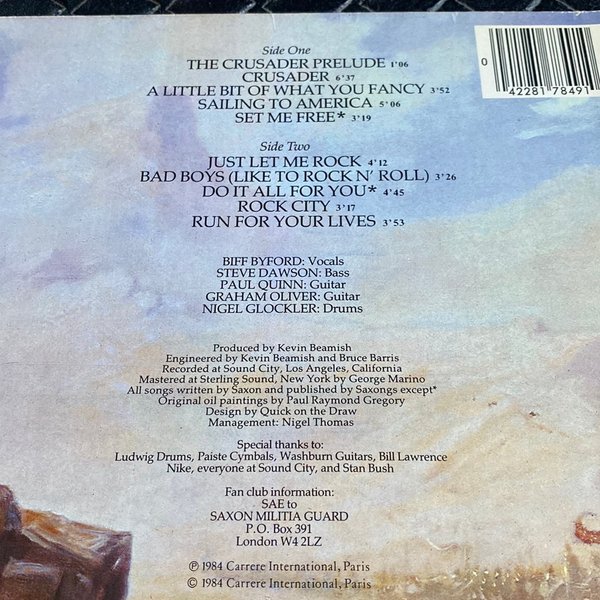 Side One
THE CRUSADER PRELUDE 1'06
CRUSADER 6'37
A LITTLE BIT OF WHAT YOU FANCY 3'52
SAILING TO AMERICA 5'06
SET ME FREE* 3'19
Side Two
JUST LET ME ROCK 4'12
BAD BOYS (LIKE TO ROCK N' ROLL) 3'26
DO IT ALL FOR YOU* 4'45
ROCK CITY 3'17
RUN FOR YOUR LIVES 3'53
BIFF BYFORD: Vocals
STEVE DAWSON: Bass
PAUL QUINN: Guitar
GRAHAM OLIVER: Guitar
NIGEL GLOCKLER: Drums
Produced by Kevin Beamish
Engineered by Kevin Beamish and Bruce Barris
Recorded at Sound City, Los Angeles, California
Mastered at Sterling Sound, New York by George Marino
All songs written by Saxon and published by Saxongs except*
Original oil paintings by Paul Raymond Gregory
Design by Quick on the Draw
Management: Nigel Thomas
Special thanks to:
Ludwig Drums, Paiste Cymbals, Washburn Guitars, Bill Lawrence
Nike, everyone at Sound City, and Stan Bush
Fan club information:
SAE to
SAXON MILITIA GUARD
P.O. Box 391
London W4 2LZ
℗ 1984 Carrere International, Paris
© 1984 Carrere International, Paris
0 42281 78491